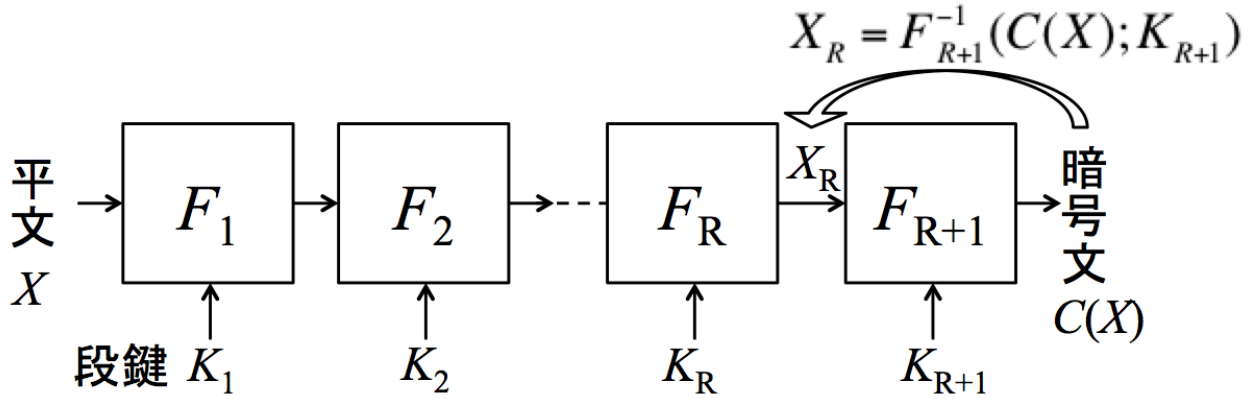 X_R = F_{R+1}^{-1}(C(X);K_{R+1})
平文 X
F_1
F_2
F_R
X_R
F_{R+1}
暗号文 C(X)
段鍵 K_1 K_2 K_R K_{R+1}